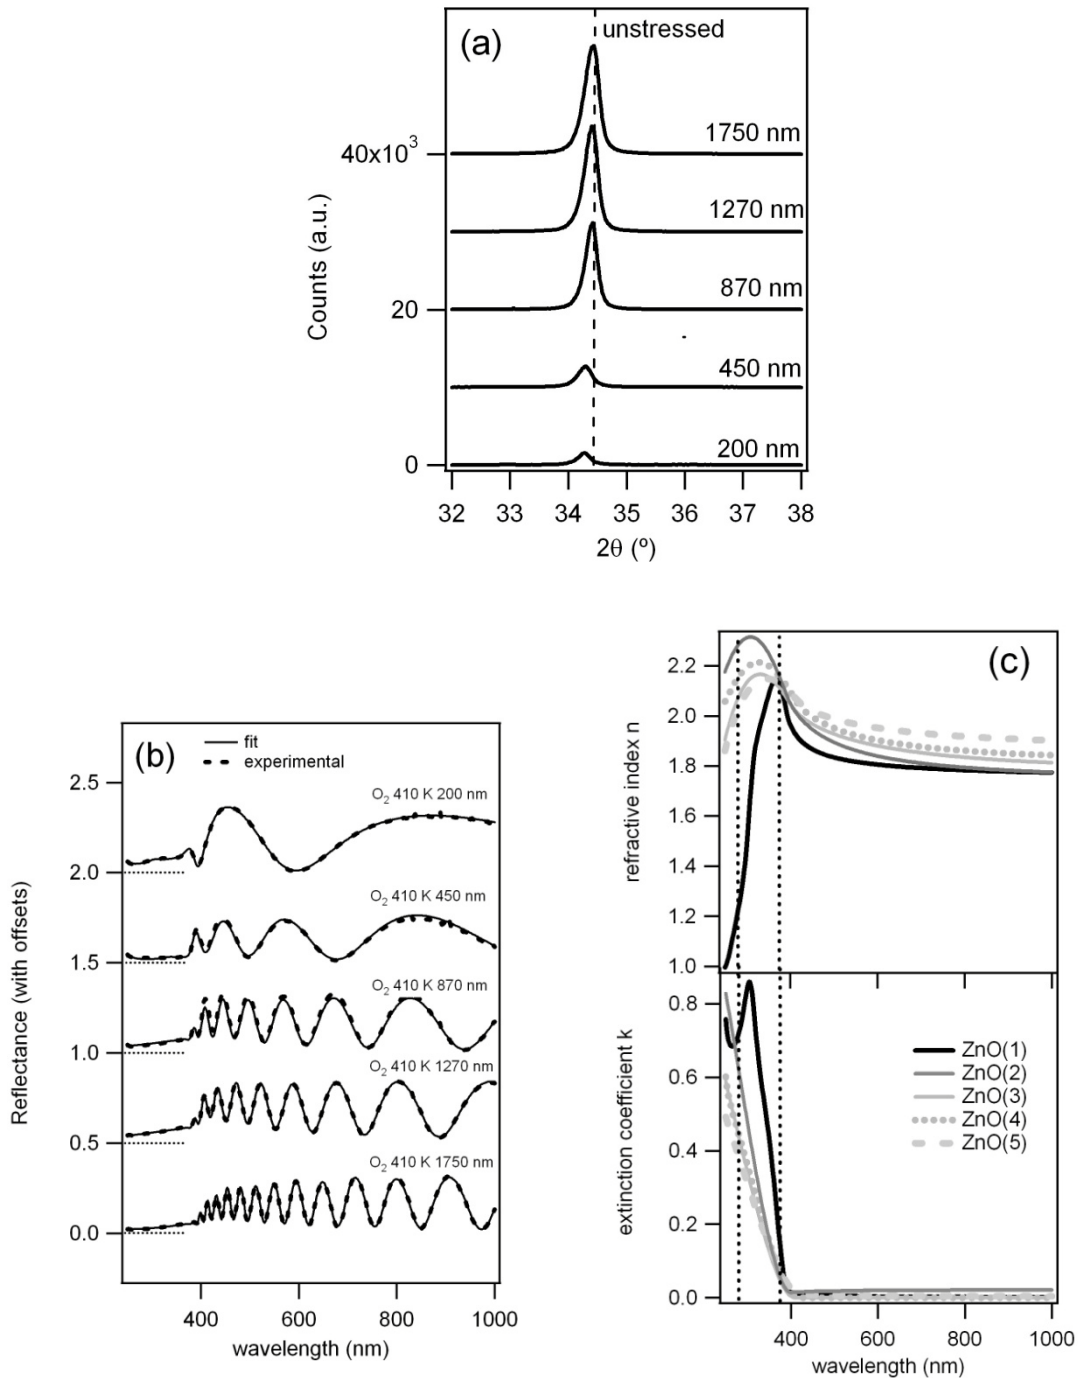 (a)
unstressed
1750 nm
40x10³
1270 nm
870 nm
20
450 nm
200 nm
0
Counts (a.u.)
32 33 34 35 36 37 38
2θ (º)
(b)
fit
experimental
2.5
O₂ 410 K 200 nm
2.0
O₂ 410 K 450 nm
1.5
O₂ 410 K 870 nm
1.0
O₂ 410 K 1270 nm
0.5
O₂ 410 K 1750 nm
0.0
Reflectance (with offsets)
400 600 800 1000
wavelength (nm)
(c)
2.2
2.0
1.8
1.6
1.4
1.2
1.0
refractive index n
0.8
0.6
0.4
0.2
0.0
extinction coefficient k
ZnO(1)
ZnO(2)
ZnO(3)
ZnO(4)
ZnO(5)
400 600 800 1000
wavelength (nm)